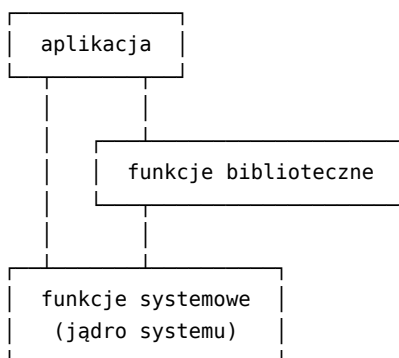 aplikacja
funkcje biblioteczne
funkcje systemowe
(jądro systemu)